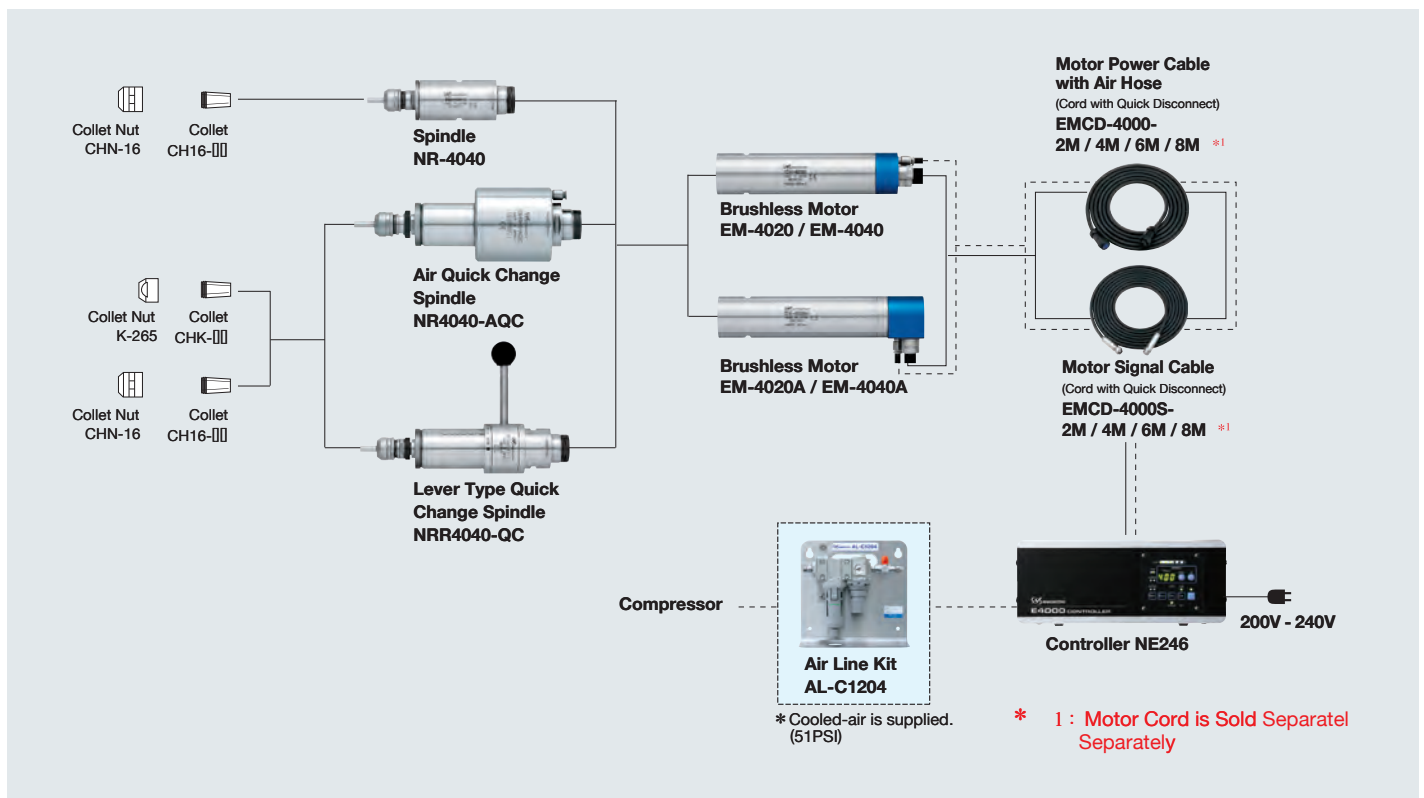 Collet Nut
CHN-16
Collet
CH16-▯▯
Spindle
NR-4040
Air Quick Change
Spindle
NR4040-AQC
Collet Nut
K-265
Collet
CHK-▯▯
Collet Nut
CHN-16
Collet
CH16-▯▯
Lever Type Quick
Change Spindle
NRR4040-QC
Brushless Motor
EM-4020 / EM-4040
Brushless Motor
EM-4020A / EM-4040A
Motor Power Cable
with Air Hose
(Cord with Quick Disconnect)
EMCD-4000-
2M / 4M / 6M / 8M *1
Motor Signal Cable
(Cord with Quick Disconnect)
EMCD-4000S-
2M / 4M / 6M / 8M *1
Compressor
AL-C1204
Air Line Kit
AL-C1204
* Cooled-air is supplied.
(51PSI)
E4000 CONTROLLER
400
Controller NE246
200V - 240V
* 1 : Motor Cord is Sold Separatel
Separately